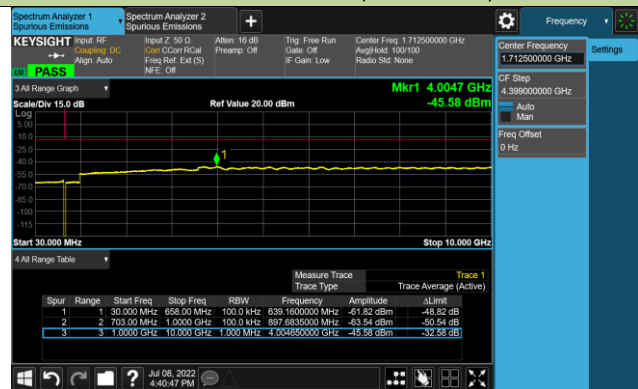 Spectrum Analyzer 1
Spurious Emissions
Spectrum Analyzer 2
Spurious Emissions
Frequency
KEYSIGHT
Input: RF
Coupling: DC
Align: Auto
Input Z: 50 Ω
Corr CCorr RCal
Freq Ref: Ext (S)
NFE: Off
Atten: 16 dB
Preamp: Off
Trig: Free Run
Gate: Off
IF Gain: Low
Center Freq: 1.712500000 GHz
Avg|Hold: 100/100
Radio Std: None
PASS
Center Frequency
1.712500000 GHz
Settings
CF Step
4.399000000 GHz
Auto
Man
Freq Offset
0 Hz
3 All Range Graph
Mkr1 4.0047 GHz
Scale/Div 15.0 dB
Ref Value 20.00 dBm
-45.58 dBm
Log
5.00
-10.0
-25.0
-40.0
-55.0
-70.0
-85.0
-100
-115
1
Start 30.000 MHz
Stop 10.000 GHz
4 All Range Table
Measure Trace Trace 1
Trace Type Trace Average (Active)
Spur Range Start Freq Stop Freq RBW Frequency Amplitude ΔLimit
1 1 30.000 MHz 658.00 MHz 100.0 kHz 639.1600000 MHz -61.82 dBm -48.82 dB
2 2 703.00 MHz 1.0000 GHz 100.0 kHz 897.6835000 MHz -63.54 dBm -50.54 dB
3 3 1.0000 GHz 10.000 GHz 1.000 MHz 4.004650000 GHz -45.58 dBm -32.58 dB
Jul 08, 2022
4:40:47 PM